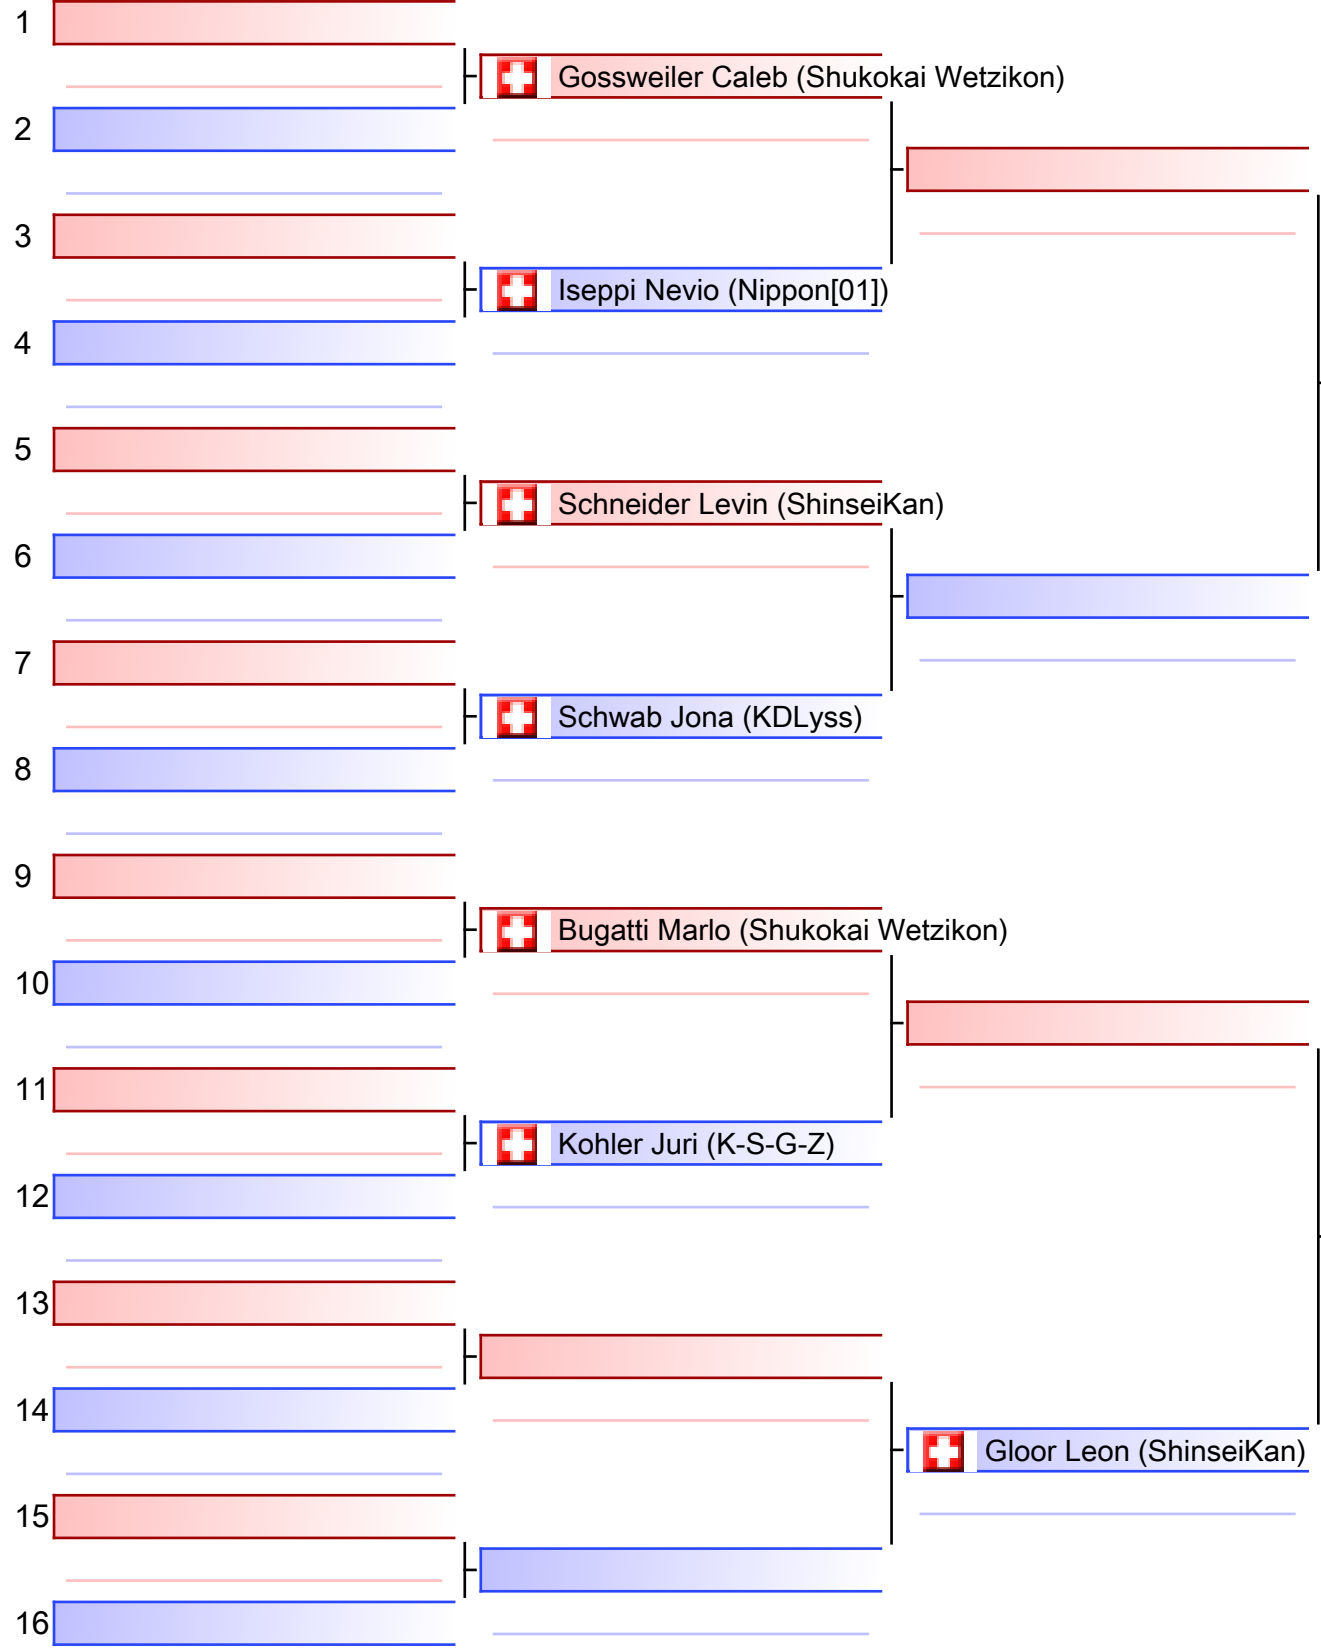 1
Gossweiler Caleb (Shukokai Wetzikon)
2
3
Iseppi Nevio (Nippon[01])
4
5
Schneider Levin (ShinseiKan)
6
7
Schwab Jona (KDLyss)
8
9
Bugatti Marlo (Shukokai Wetzikon)
10
11
Kohler Juri (K-S-G-Z)
12
13
14
Gloor Leon (ShinseiKan)
15
16